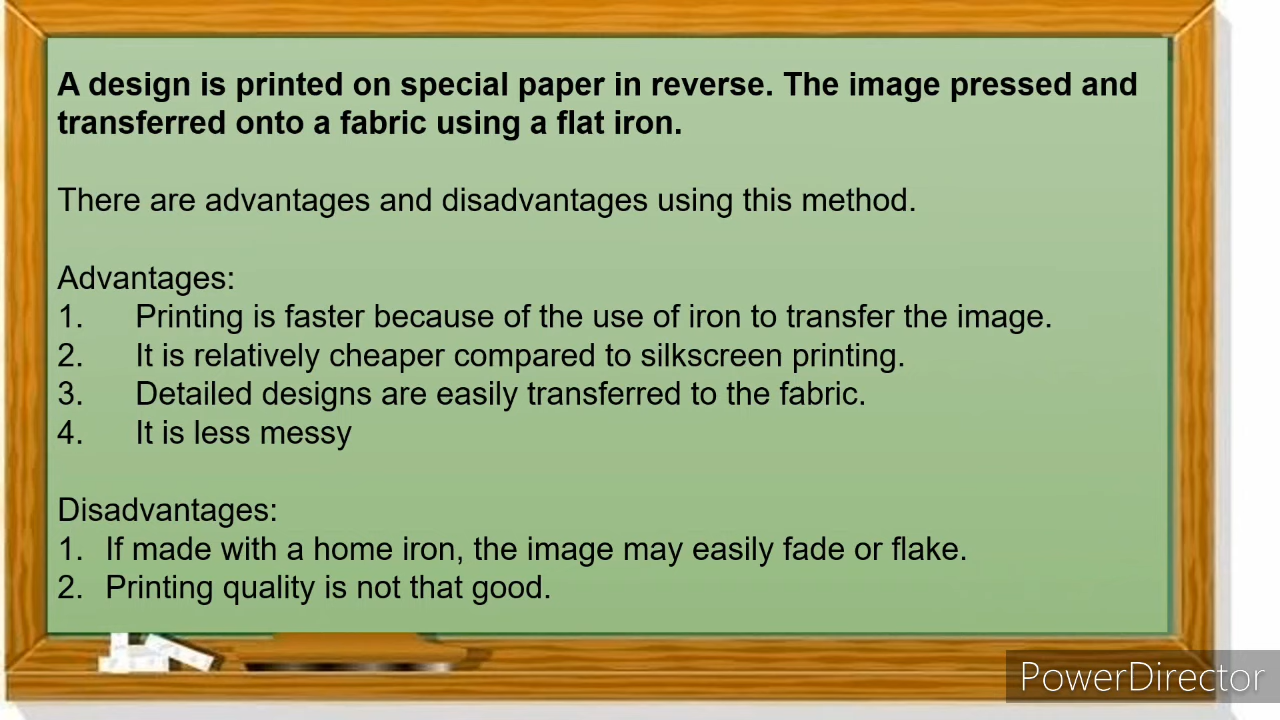 A design is printed on special paper in reverse. The image pressed and
transferred onto a fabric using a flat iron.
There are advantages and disadvantages using this method.
Advantages:
1. Printing is faster because of the use of iron to transfer the image.
2. It is relatively cheaper compared to silkscreen printing.
3. Detailed designs are easily transferred to the fabric.
4. It is less messy
Disadvantages:
1. If made with a home iron, the image may easily fade or flake.
2. Printing quality is not that good.
PowerDirector